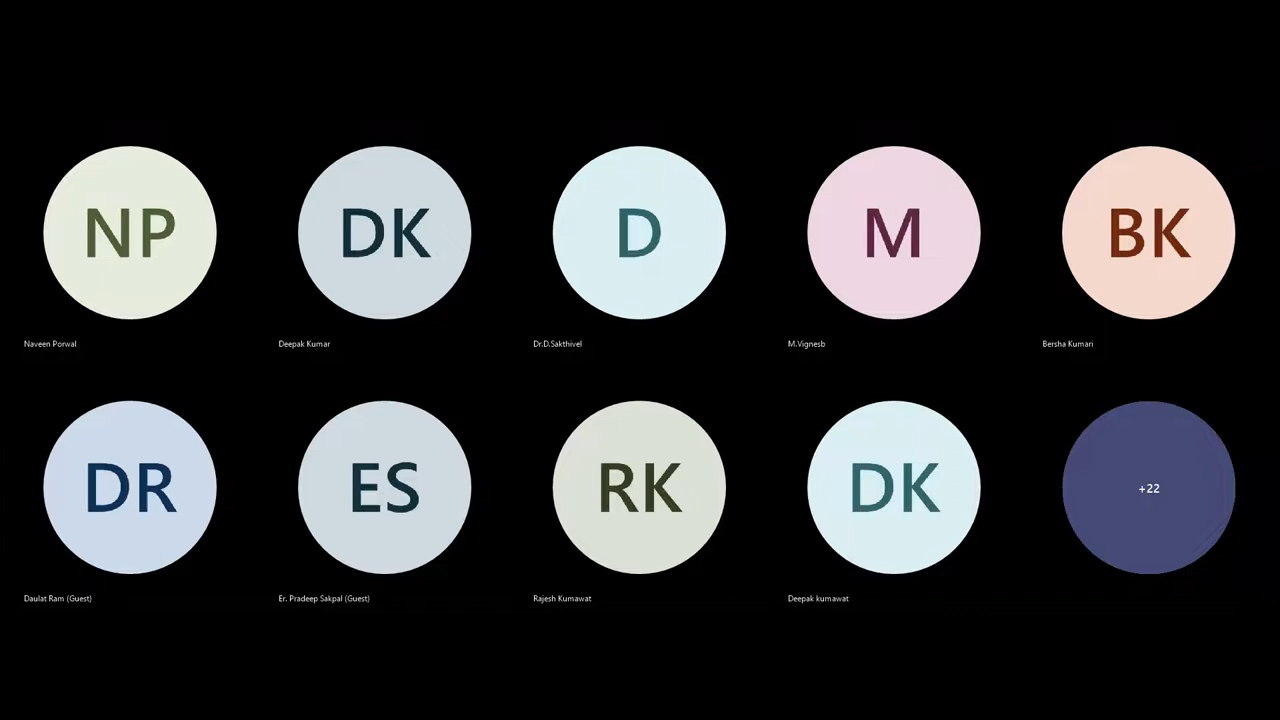 NP
DK
D
M
BK
Naveen Porwal
Deepak Kumar
Dr.D.Sakthivel
M.Vignesb
Bersha Kumari
DR
ES
RK
DK
+22
Daulat Ram (Guest)
Er. Pradeep Sakpal (Guest)
Rajesh Kumawat
Deepak kumawat